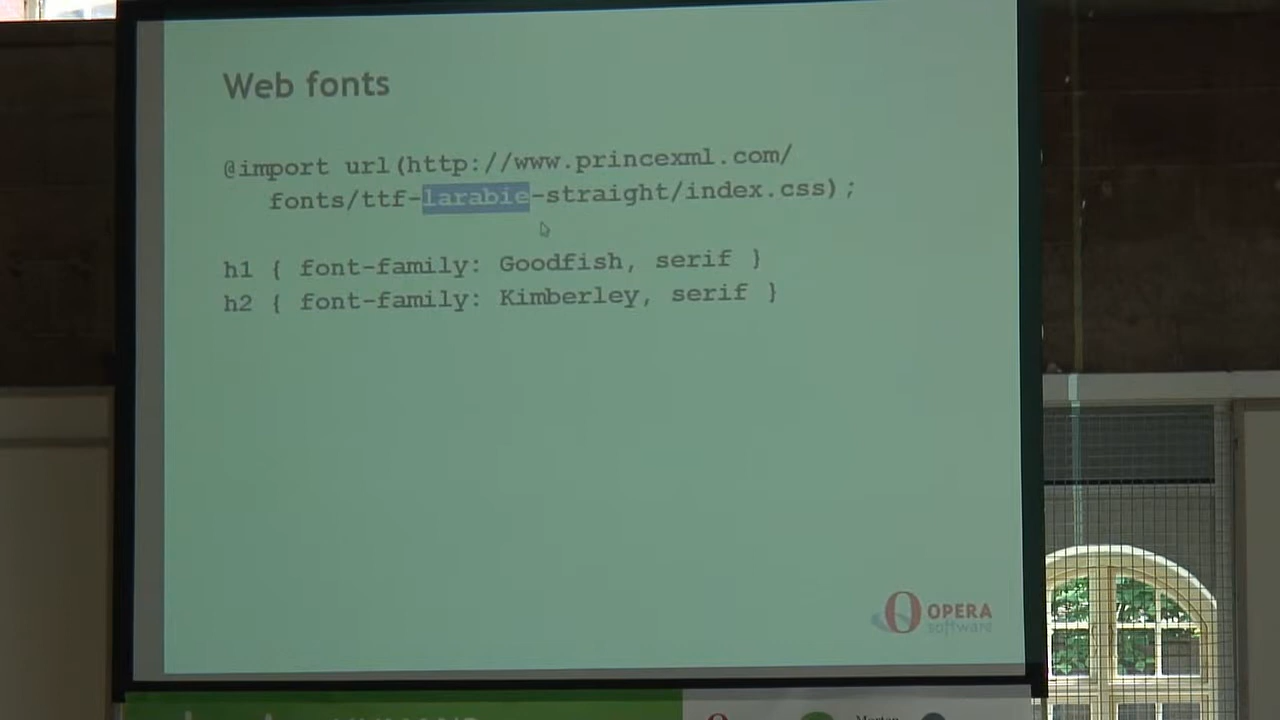 Web fonts
@import url(http://www.princexml.com/
fonts/ttf-larabie-straight/index.css);
h1 { font-family: Goodfish, serif }
h2 { font-family: Kimberley, serif }
OPERA
software